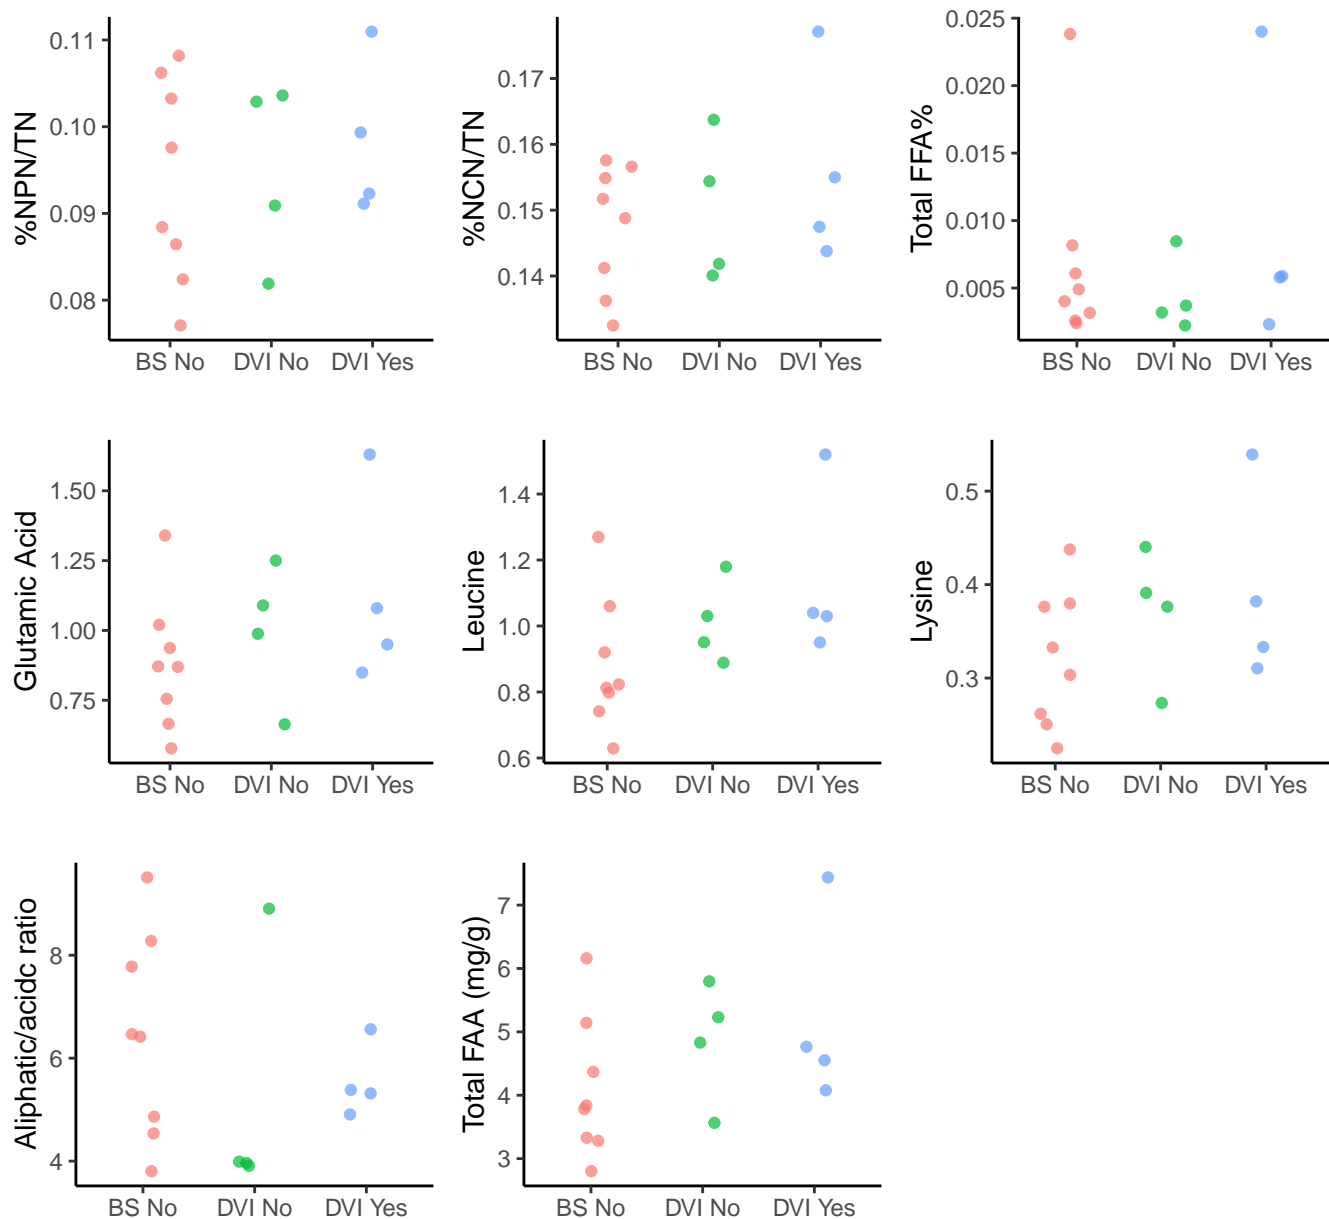 %NPN/TN
0.11
0.10
0.09
0.08
BS No DVI No DVI Yes
%NCN/TN
0.17
0.16
0.15
0.14
BS No DVI No DVI Yes
Total FFA%
0.025
0.020
0.015
0.010
0.005
BS No DVI No DVI Yes
Glutamic Acid
1.50
1.25
1.00
0.75
BS No DVI No DVI Yes
Leucine
1.4
1.2
1.0
0.8
0.6
BS No DVI No DVI Yes
Lysine
0.5
0.4
0.3
BS No DVI No DVI Yes
Aliphatic/acidc ratio
8
6
4
BS No DVI No DVI Yes
Total FAA (mg/g)
7
6
5
4
3
BS No DVI No DVI Yes